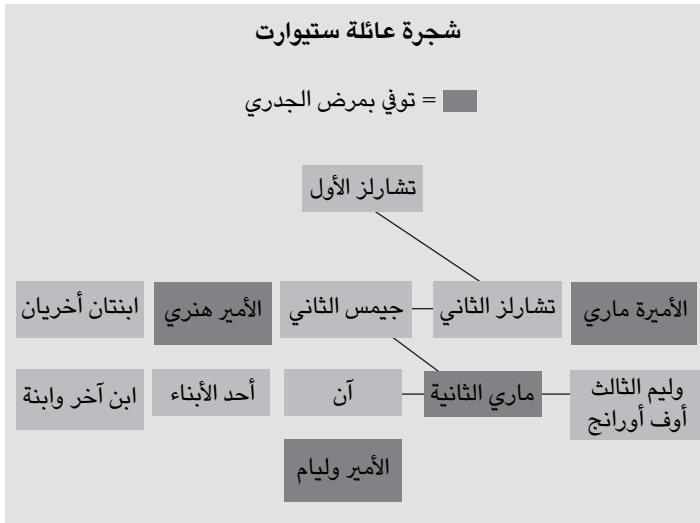 شجرة عائلة ستيوارت
= توفي بمرض الجدري
تشارلز الأول
الأميرة ماري
تشارلز الثاني
جيمس الثاني
الأمير هنري
ابنتان أخريان
وليم الثالث
أوف أورانج
ماري الثانية
آن
أحد الأبناء
ابن آخر وابنة
الأمير وليام